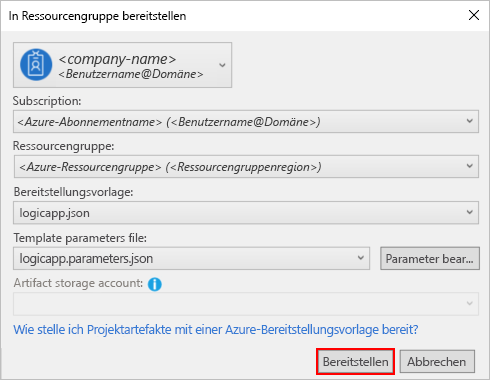 In Ressourcengruppe bereitstellen
<company-name>
<Benutzername@Domäne>
Subscription:
<Azure-Abonnementname> (<Benutzername@Domäne>)
Ressourcengruppe:
<Azure-Ressourcengruppe> (<Ressourcengruppenregion>)
Bereitstellungsvorlage:
logicapp.json
Template parameters file:
logicapp.parameters.json
Parameter bear...
Artifact storage account:
Wie stelle ich Projektartefakte mit einer Azure-Bereitstellungsvorlage bereit?
Bereitstellen
Abbrechen